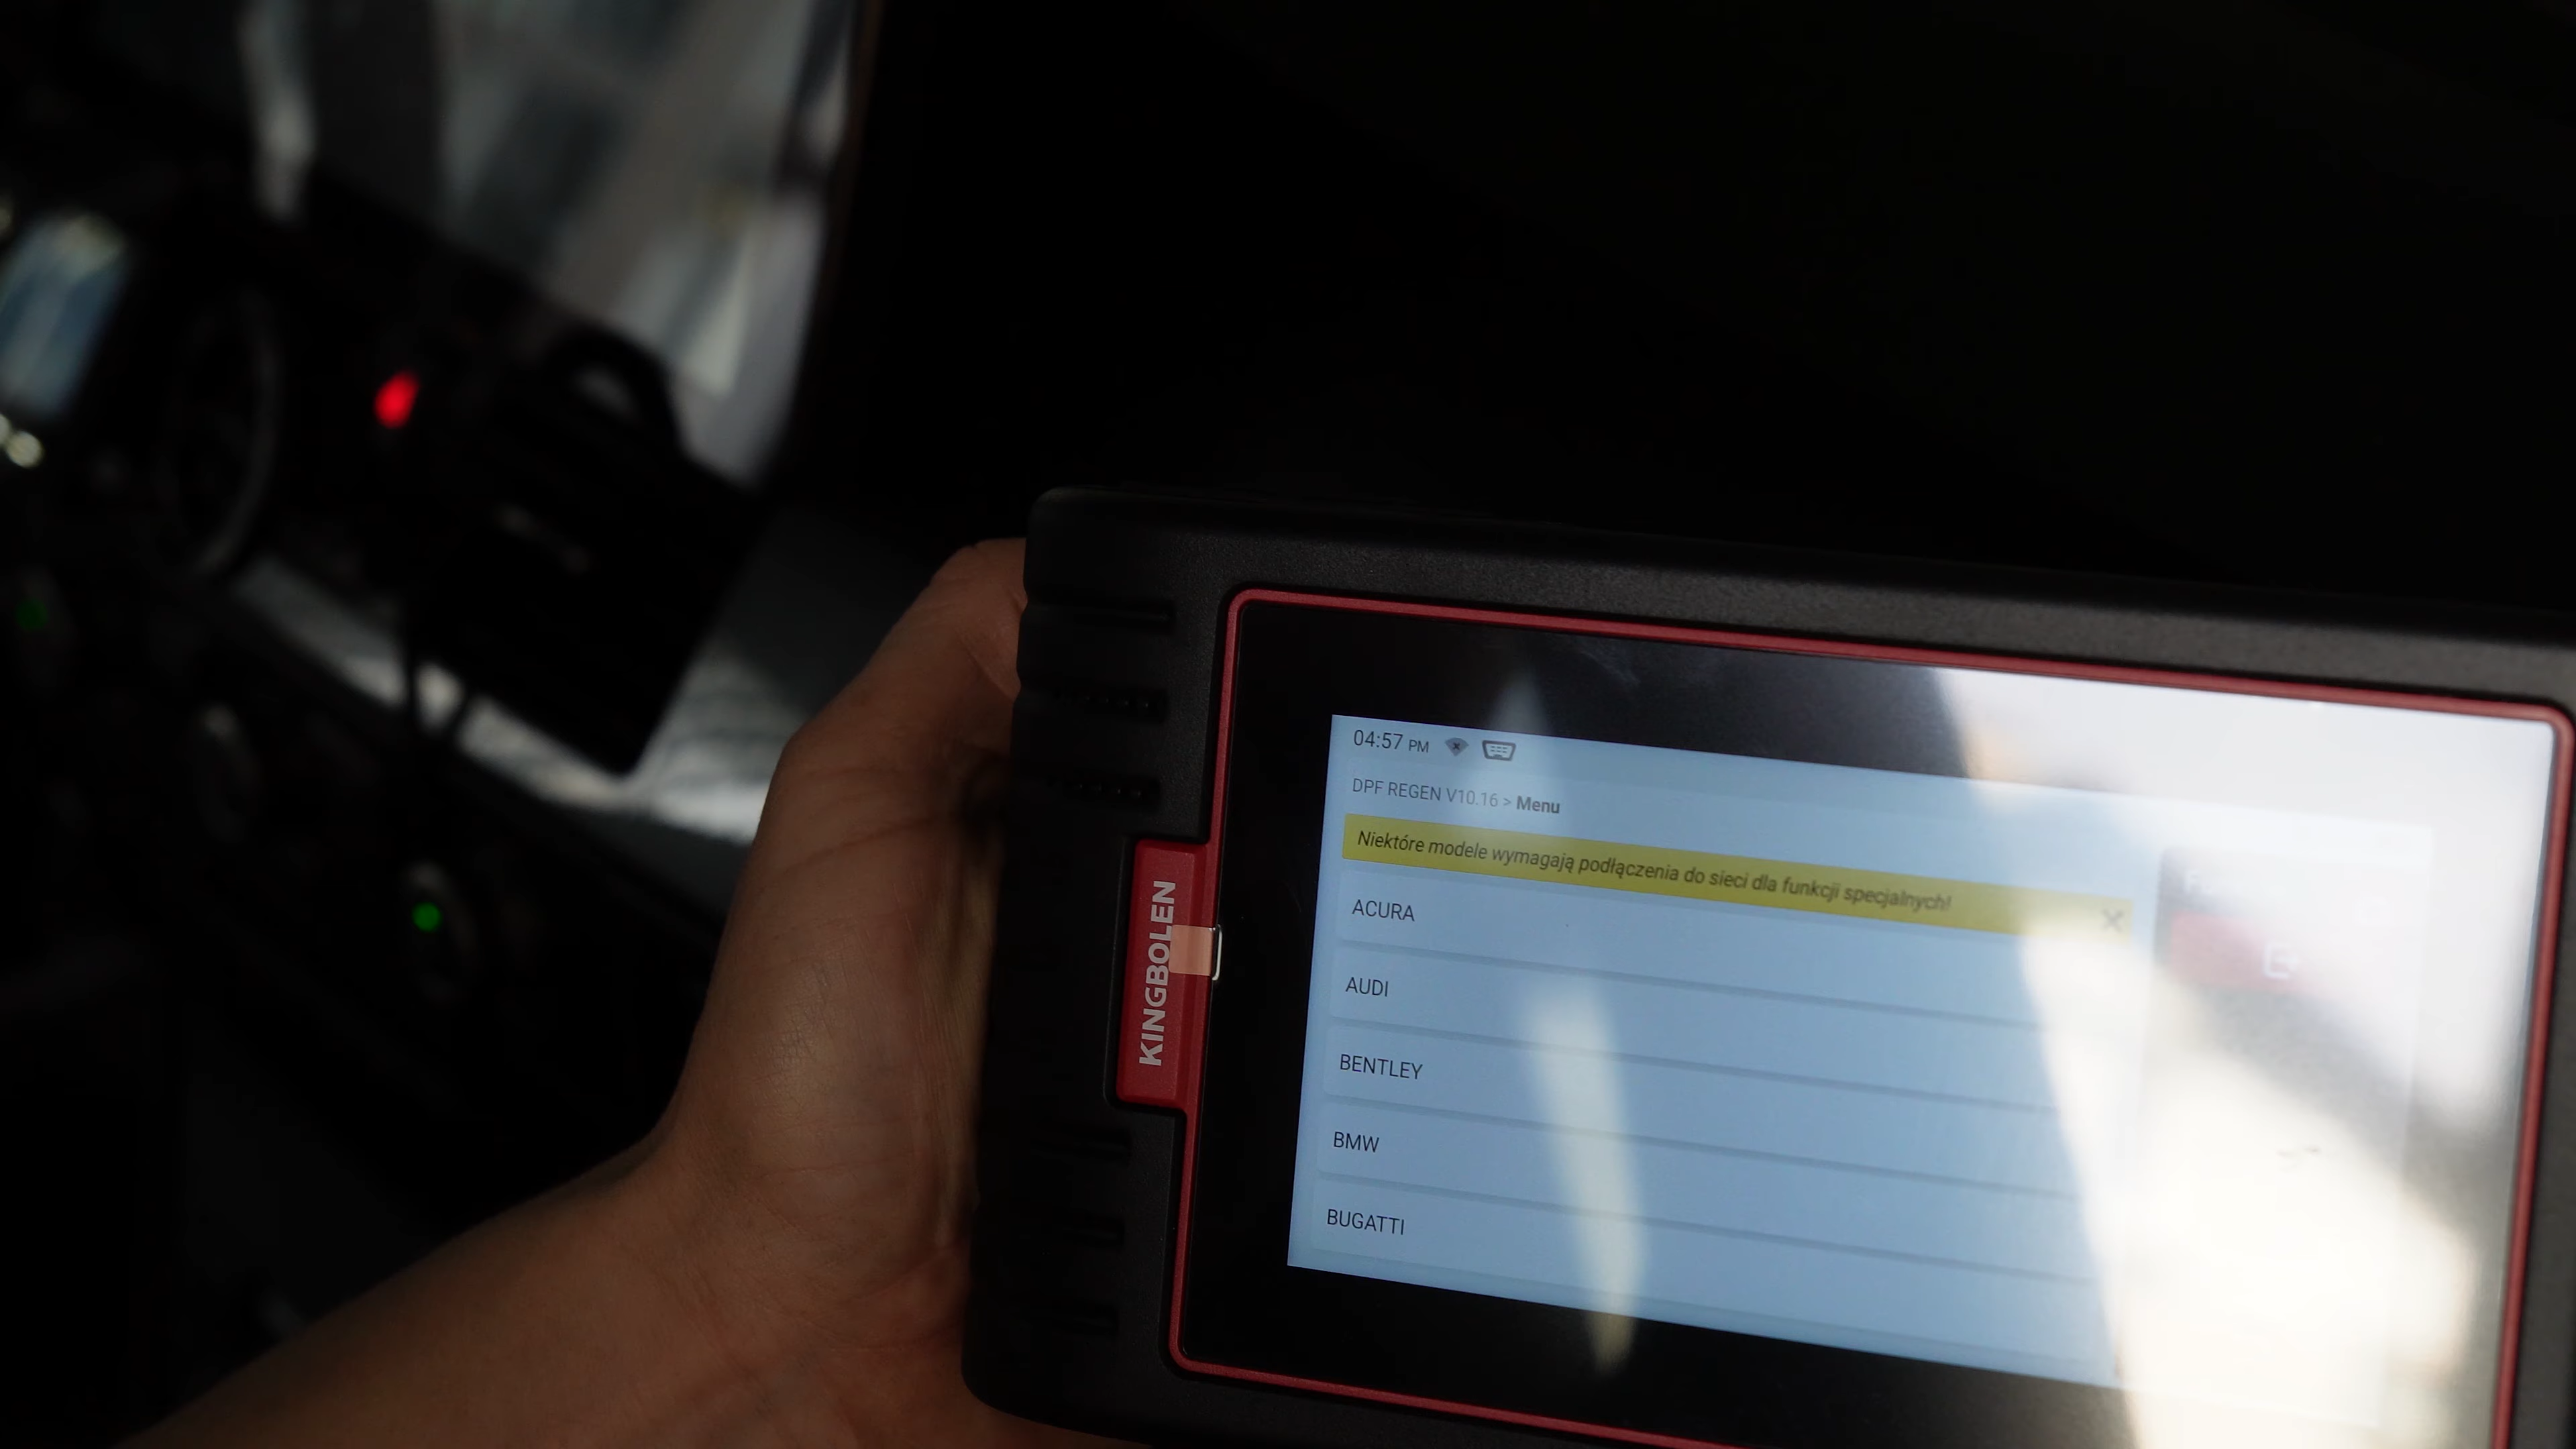 04:57 PM
DPF REGEN V10.16 > Menu
Niektóre modele wymagają podłączenia do sieci dla funkcji specjalnych!
ACURA
AUDI
BENTLEY
BMW
BUGATTI
KINGBOLEN